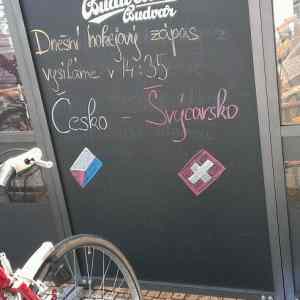 Budweiser
Budvar
Dnešní hokejový zápas
vysíláme v 14:35
Česko - Švýcarsko